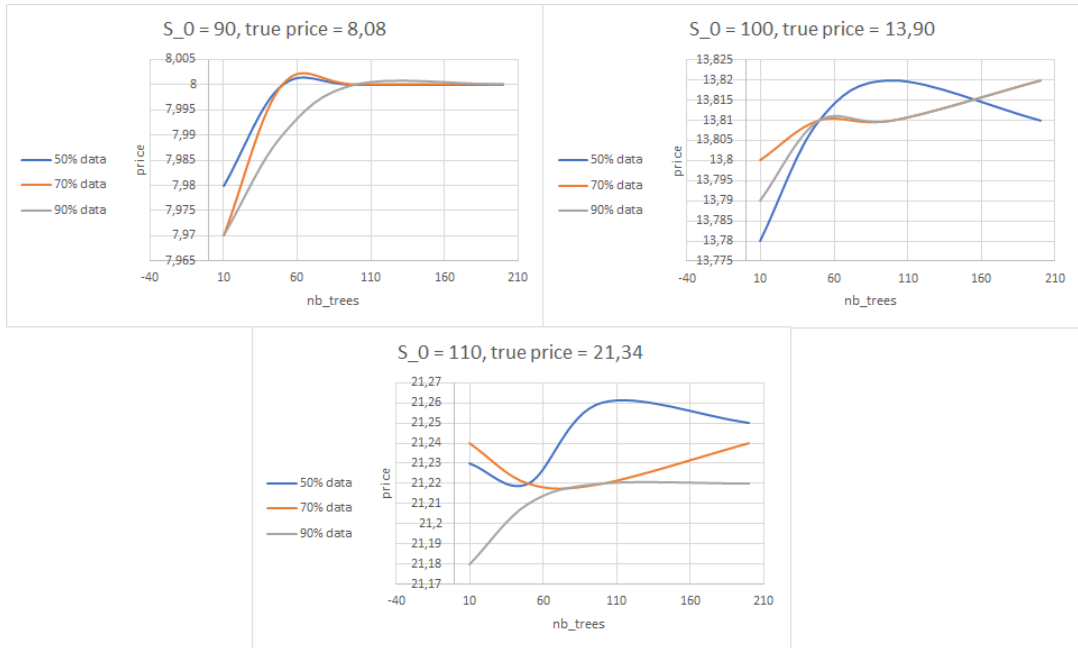 S_0 = 90, true price = 8,08
8,005
8
7,995
7,99
7,985
7,98
7,975
7,97
7,965
price
50% data
70% data
90% data
-40 10 60 110 160 210
nb_trees
S_0 = 100, true price = 13,90
13,825
13,82
13,815
13,81
13,805
13,8
13,795
13,79
13,785
13,78
13,775
price
50% data
70% data
90% data
-40 10 60 110 160 210
nb_trees
S_0 = 110, true price = 21,34
21,27
21,26
21,25
21,24
21,23
21,22
21,21
21,2
21,19
21,18
21,17
price
50% data
70% data
90% data
-40 10 60 110 160 210
nb_trees